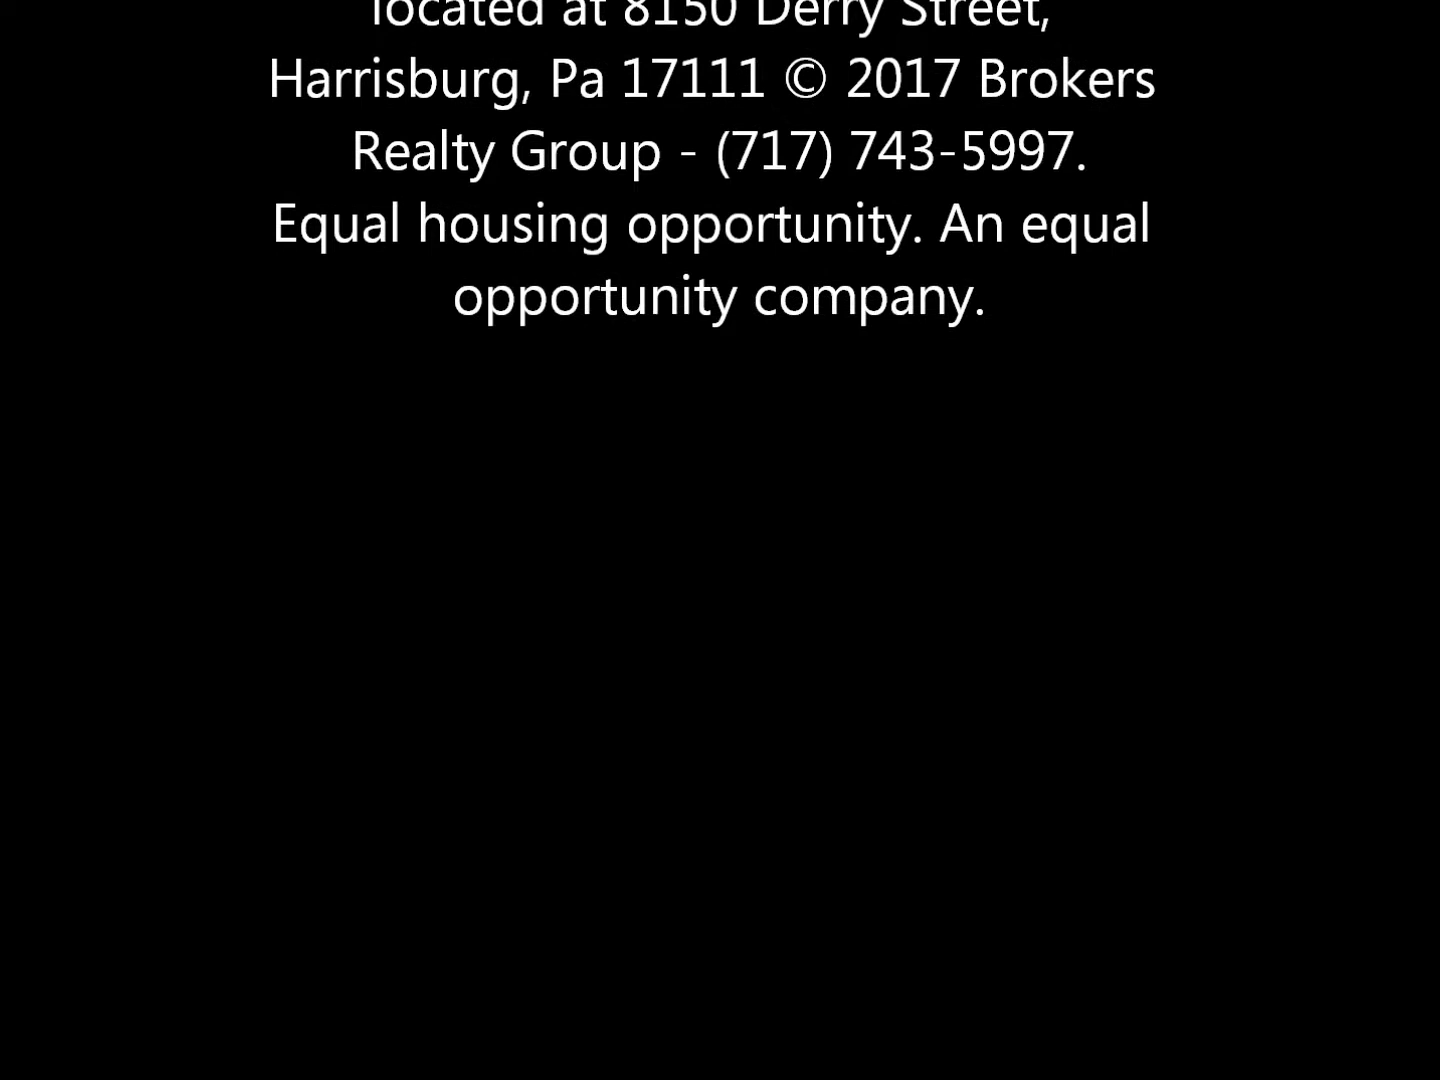 located at 8150 Derry Street,
Harrisburg, Pa 17111 © 2017 Brokers
Realty Group - (717) 743-5997.
Equal housing opportunity. An equal
opportunity company.